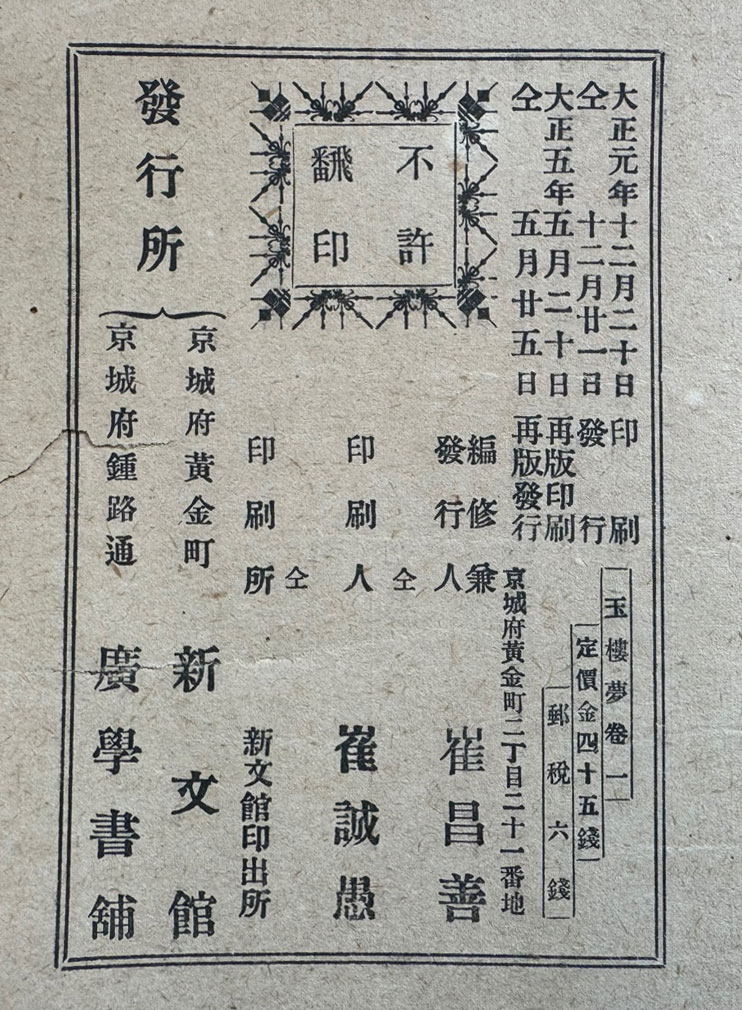 大正元年十二月二十日印刷
仝十二月廿一日發行
大正五年五月二十日再版印刷
仝五月廿五日再版發行
玉樓夢卷一
定價金四十五錢
郵稅六錢
不許
飜印
京城府黃金町二丁目二十一番地
編修兼
發行人
崔昌善
仝
印刷人
崔誠愚
仝
印刷所
新文館印出所
發行所
京城府黃金町
新文館
京城府鍾路通
廣學書舖